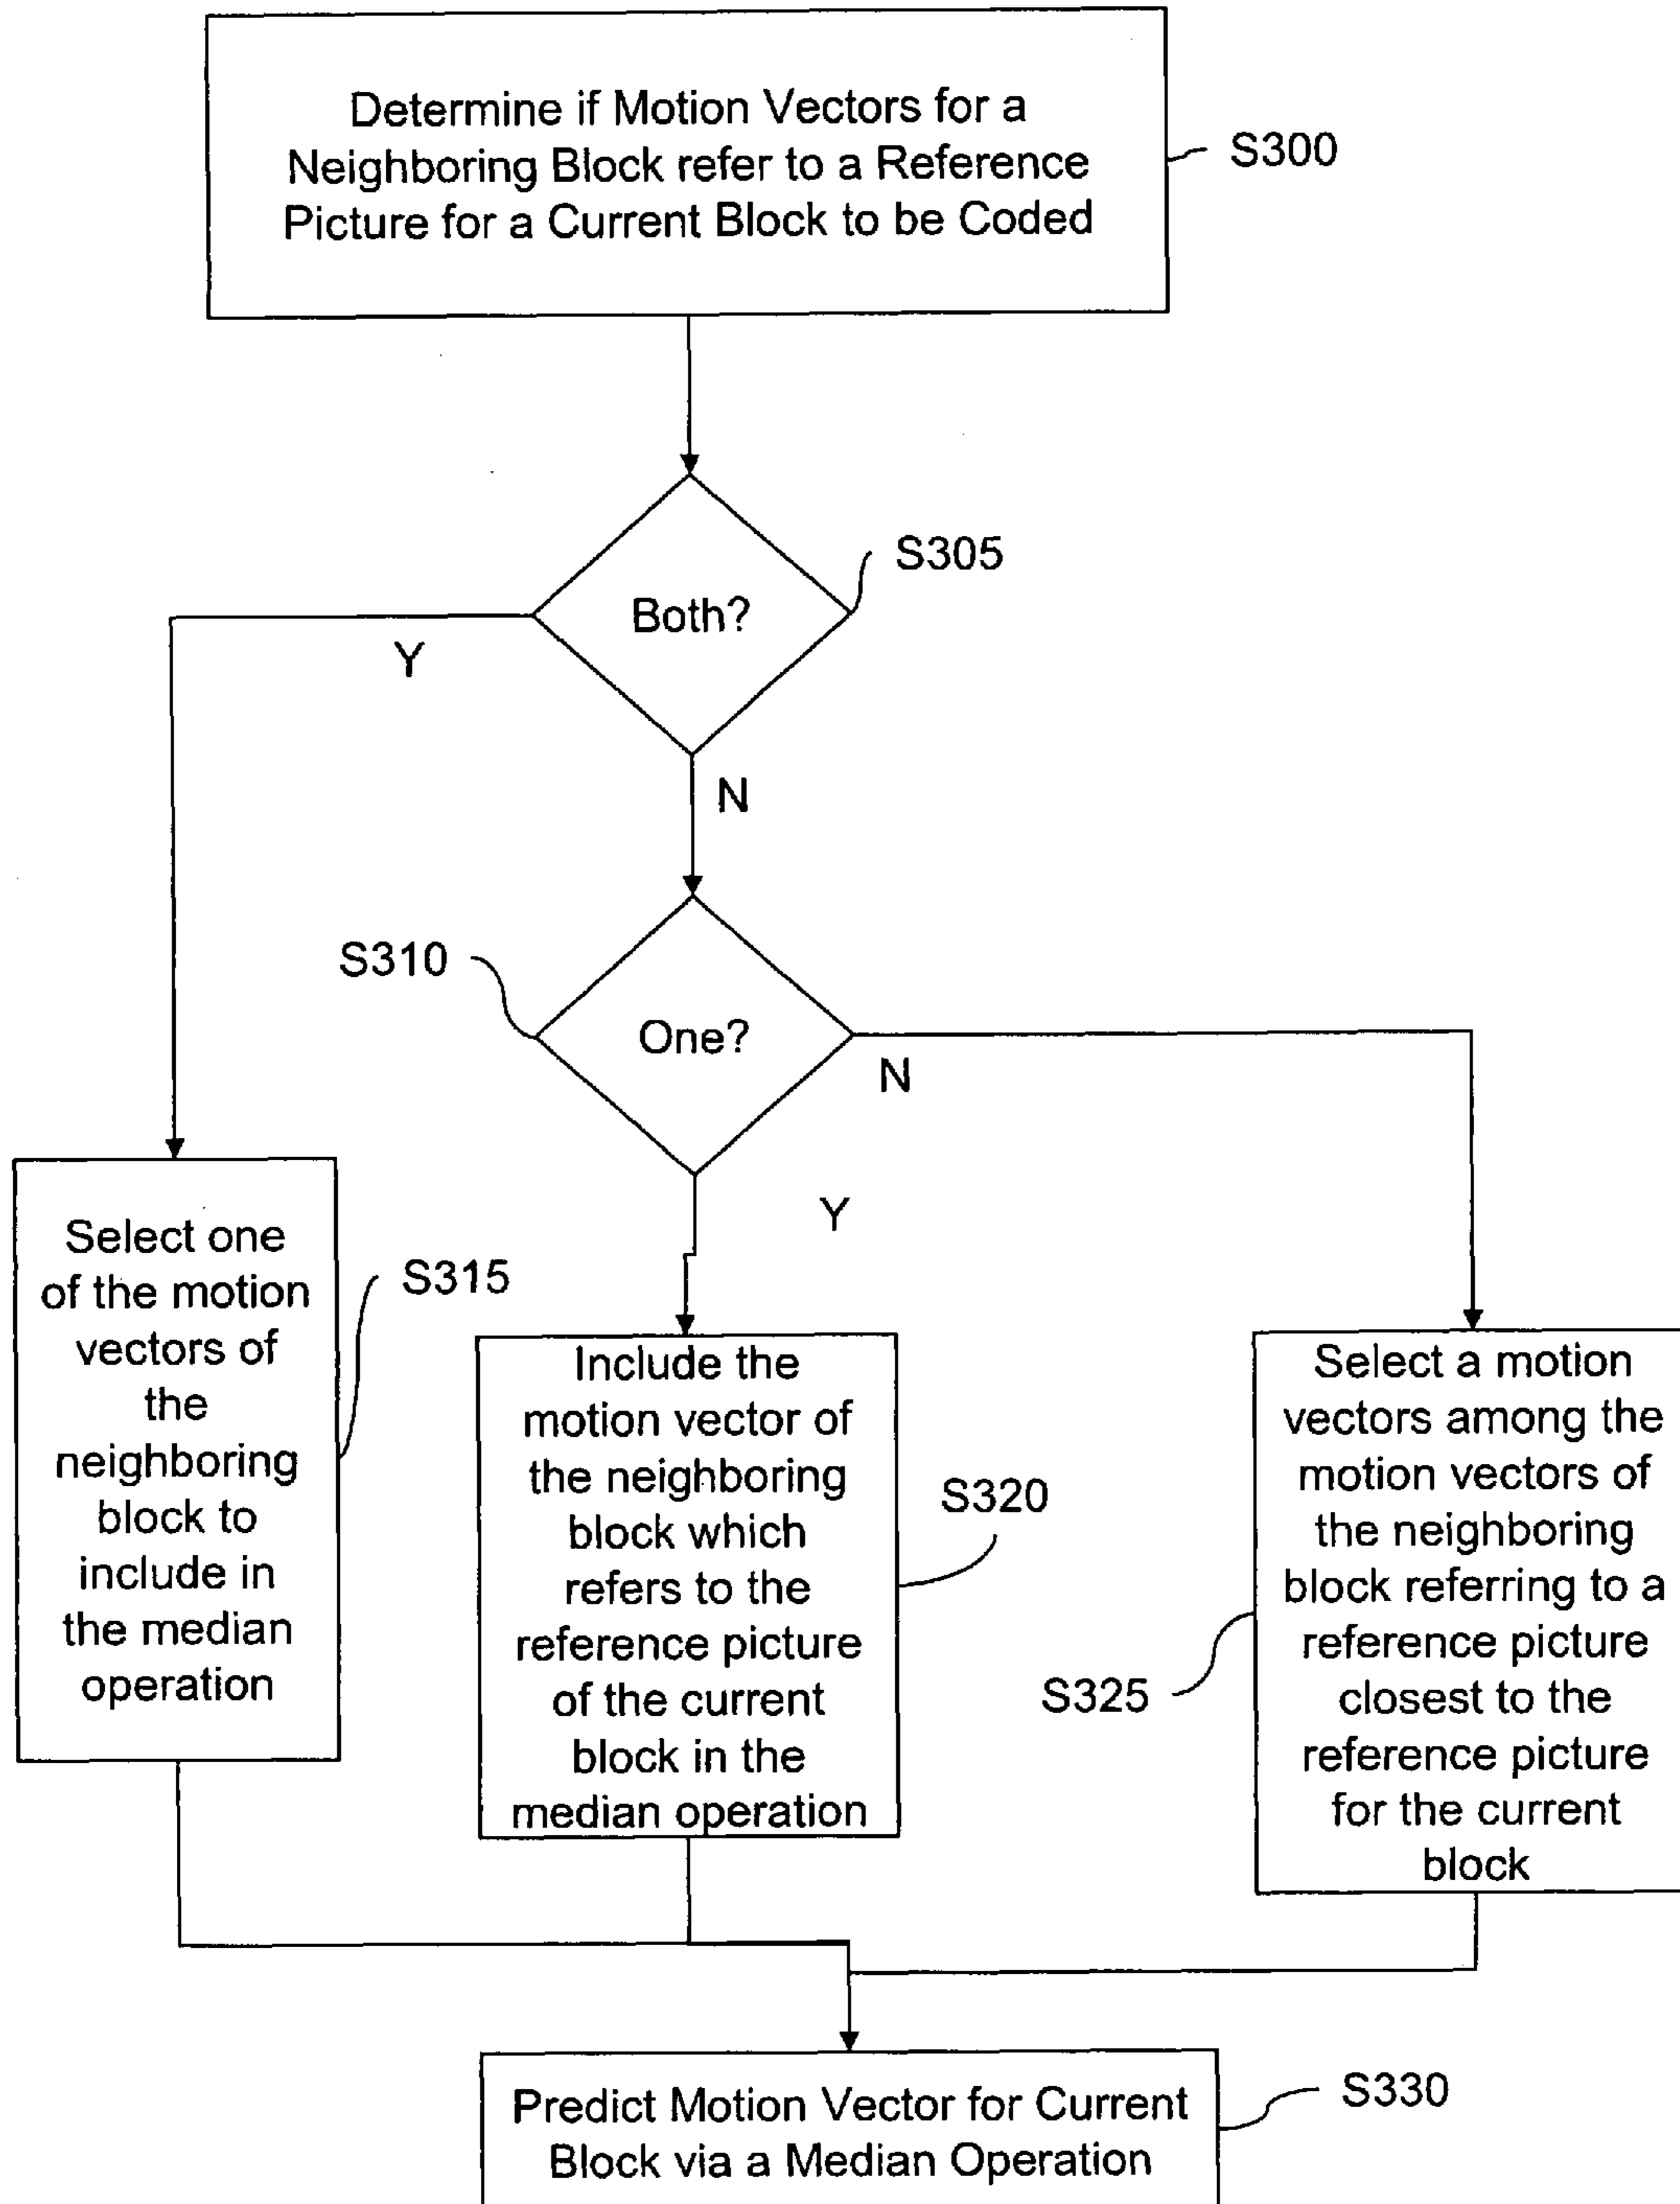 Determine if Motion Vectors for a
Neighboring Block refer to a Reference
Picture for a Current Block to be Coded
S300
S305
Both?
Y
N
S310
One?
N
Y
Select one
of the motion
vectors of
the
neighboring
block to
include in
the median
operation
S315
Include the
motion vector of
the neighboring
block which
refers to the
reference picture
of the current
block in the
median operation
S320
Select a motion
vectors among the
motion vectors of
the neighboring
block referring to a
reference picture
closest to the
reference picture
for the current
block
S325
Predict Motion Vector for Current
Block via a Median Operation
S330